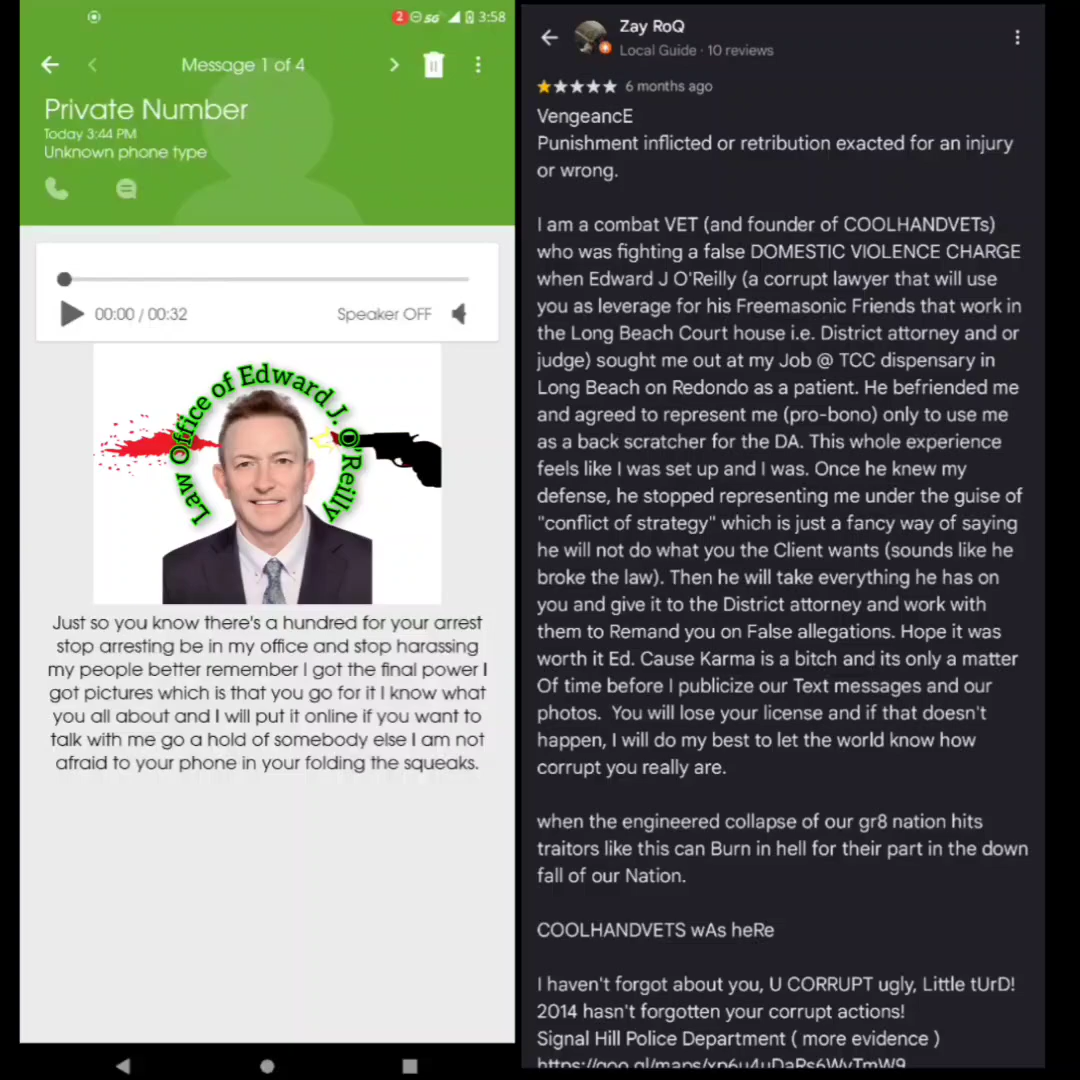 2 5G 3:58
Message 1 of 4
Private Number
Today 3:44 PM
Unknown phone type
00:00 / 00:32
Speaker OFF
Law Office of Edward J. O'Reilly
Just so you know there's a hundred for your arrest
stop arresting be in my office and stop harassing
my people better remember I got the final power I
got pictures which is that you go for it I know what
you all about and I will put it online if you want to
talk with me go a hold of somebody else I am not
afraid to your phone in your folding the squeaks.
Zay RoQ
Local Guide · 10 reviews
6 months ago
VengeancE
Punishment inflicted or retribution exacted for an injury
or wrong.
I am a combat VET (and founder of COOLHANDVETs)
who was fighting a false DOMESTIC VIOLENCE CHARGE
when Edward J O'Reilly (a corrupt lawyer that will use
you as leverage for his Freemasonic Friends that work in
the Long Beach Court house i.e. District attorney and or
judge) sought me out at my Job @ TCC dispensary in
Long Beach on Redondo as a patient. He befriended me
and agreed to represent me (pro-bono) only to use me
as a back scratcher for the DA. This whole experience
feels like I was set up and I was. Once he knew my
defense, he stopped representing me under the guise of
"conflict of strategy" which is just a fancy way of saying
he will not do what you the Client wants (sounds like he
broke the law). Then he will take everything he has on
you and give it to the District attorney and work with
them to Remand you on False allegations. Hope it was
worth it Ed. Cause Karma is a bitch and its only a matter
Of time before I publicize our Text messages and our
photos.  You will lose your license and if that doesn't
happen, I will do my best to let the world know how
corrupt you really are.
when the engineered collapse of our gr8 nation hits
traitors like this can Burn in hell for their part in the down
fall of our Nation.
COOLHANDVETS wAs heRe
I haven't forgot about you, U CORRUPT ugly, Little tUrD!
2014 hasn't forgotten your corrupt actions!
Signal Hill Police Department ( more evidence )